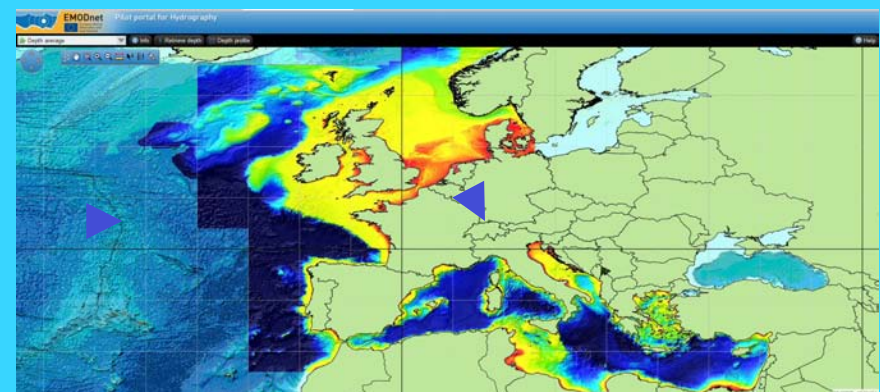 EMODnet
Pilot portal for Hydrography
Depth average
Info
Retrieve depth
Depth profile
Help